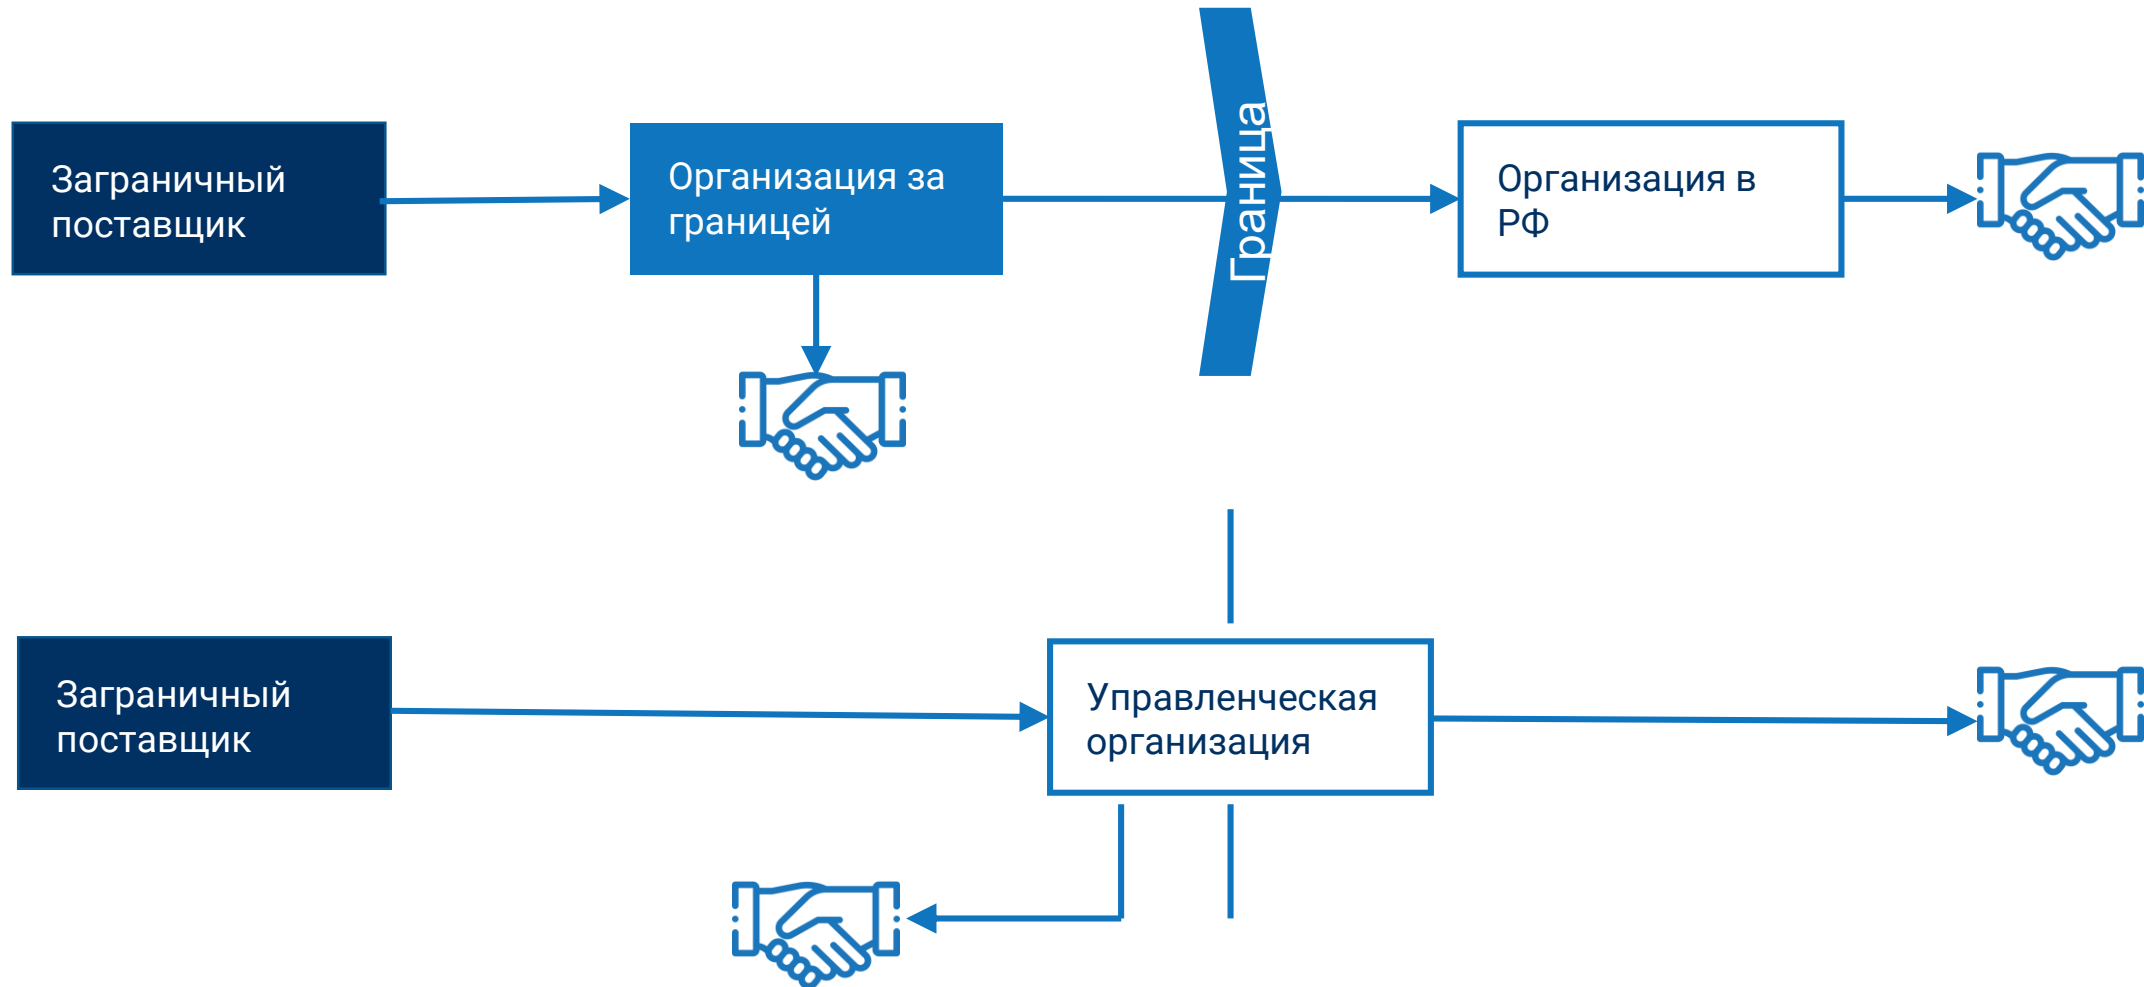 Заграничный
поставщик
Организация за
границей
Граница
Организация в
РФ
Заграничный
поставщик
Управленческая
организация